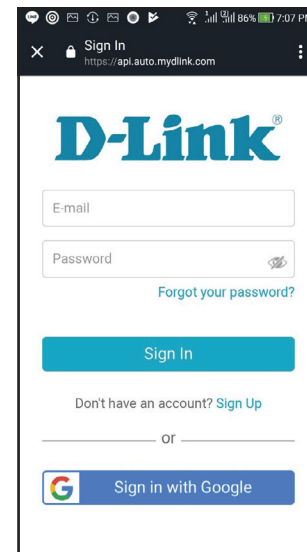 86% 7:07 PM
Sign In
https://api.auto.mydlink.com
D-Link®
E-mail
Password
Forgot your password?
Sign In
Don't have an account? Sign Up
or
G Sign in with Google